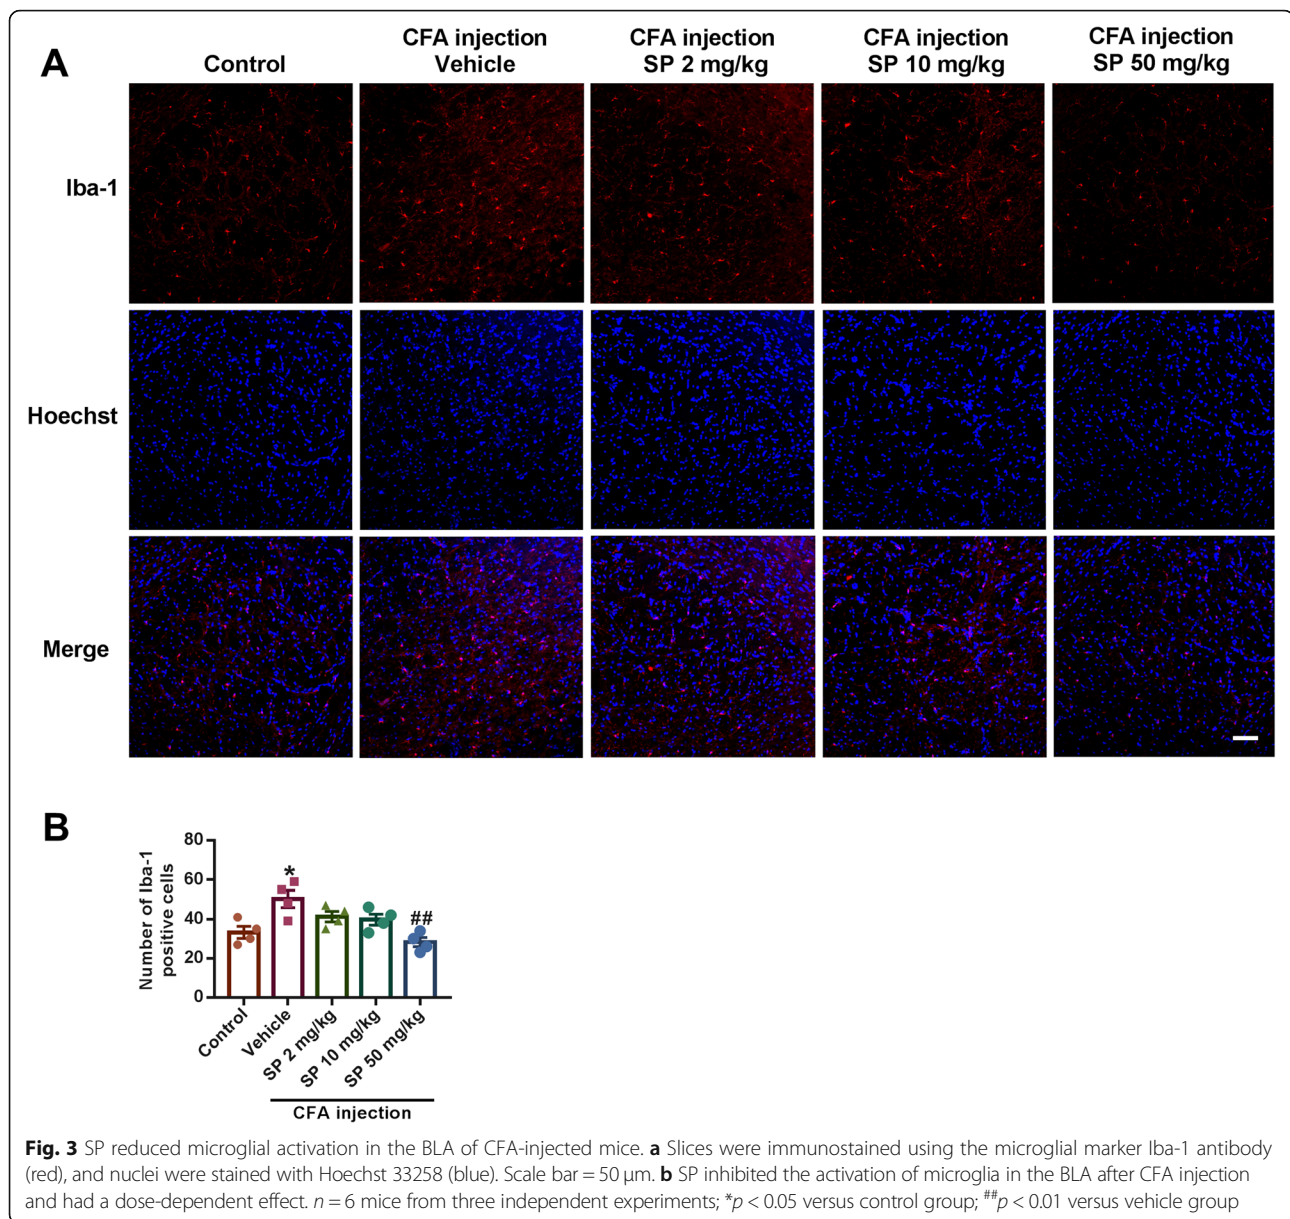 A
Control
CFA injection
Vehicle
CFA injection
SP 2 mg/kg
CFA injection
SP 10 mg/kg
CFA injection
SP 50 mg/kg
Iba-1
Hoechst
Merge
B
Number of Iba-1
positive cells
80
60
40
20
0
*
##
Control
Vehicle
SP 2 mg/kg
SP 10 mg/kg
SP 50 mg/kg
CFA injection
Fig. 3 SP reduced microglial activation in the BLA of CFA-injected mice. a Slices were immunostained using the microglial marker Iba-1 antibody
(red), and nuclei were stained with Hoechst 33258 (blue). Scale bar = 50 μm. b SP inhibited the activation of microglia in the BLA after CFA injection
and had a dose-dependent effect. n = 6 mice from three independent experiments; *p < 0.05 versus control group; ##p < 0.01 versus vehicle group